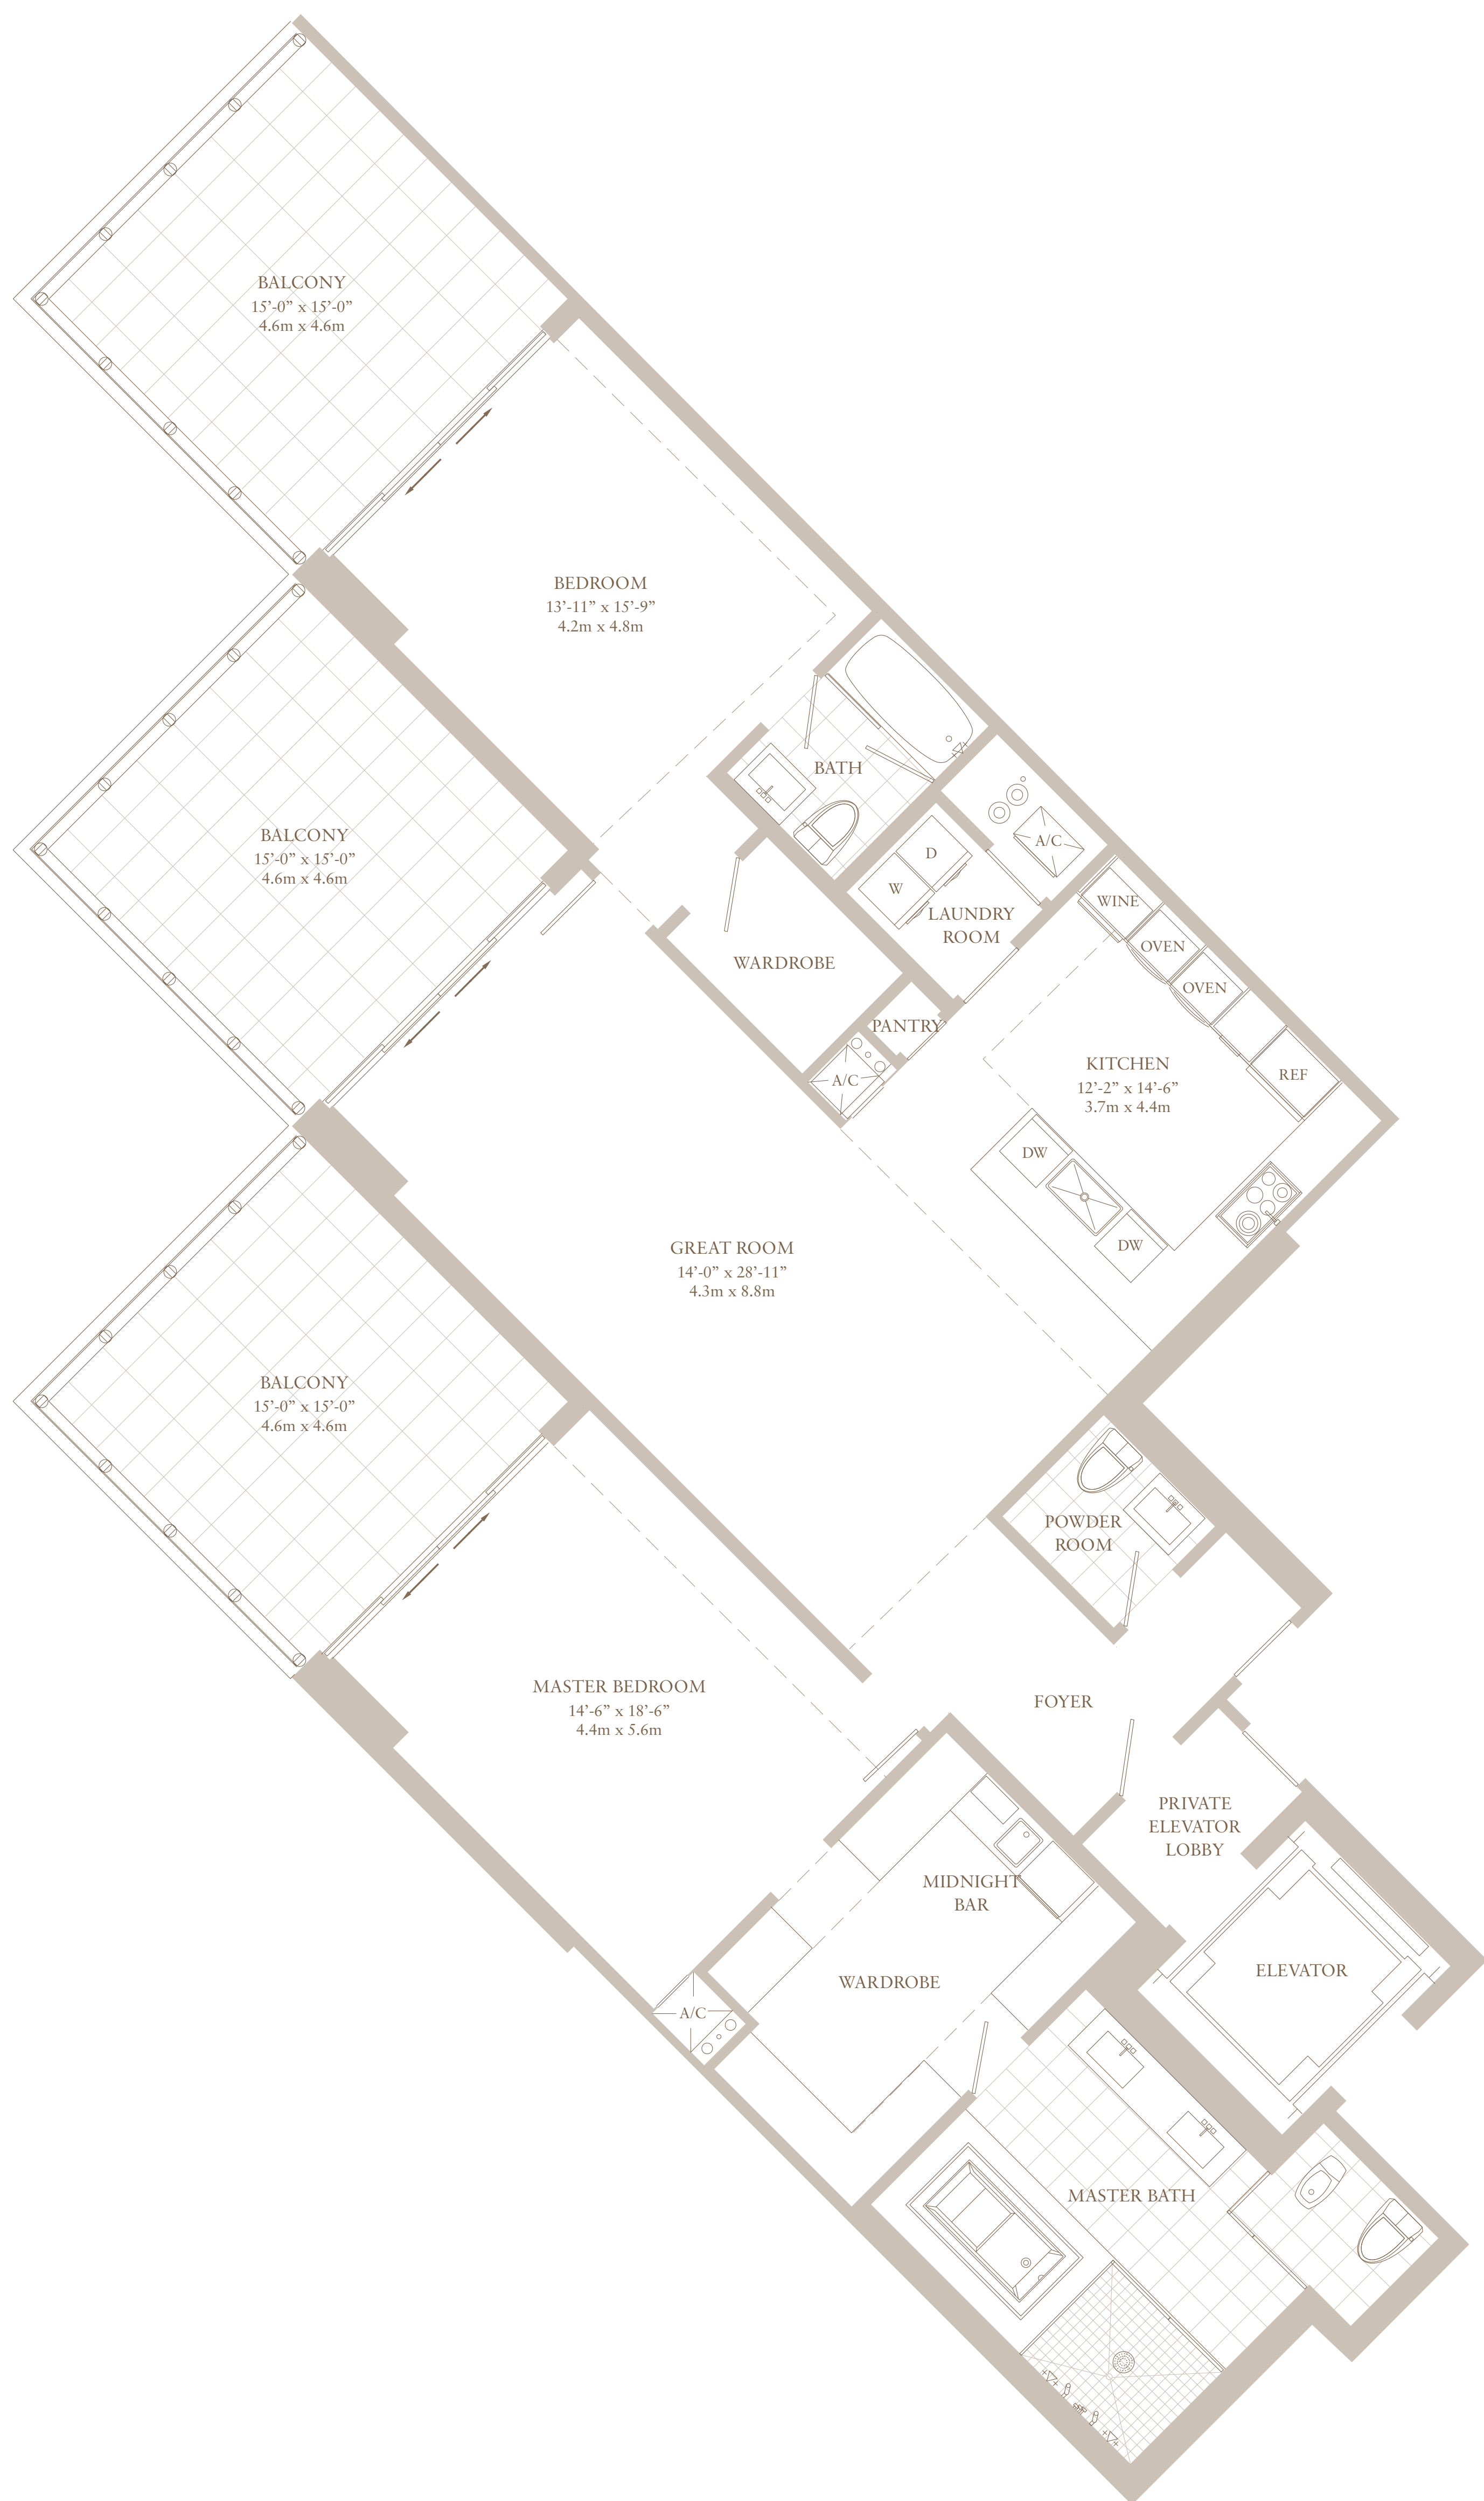 BALCONY
15’-0” x 15’-0”
4.6m x 4.6m
BEDROOM
13’-11” x 15’-9”
4.2m x 4.8m
BATH
A/C
D
W
LAUNDRY
ROOM
BALCONY
15’-0” x 15’-0”
4.6m x 4.6m
WARDROBE
PANTRY
A/C
WINE
OVEN
OVEN
REF
KITCHEN
12’-2” x 14’-6”
3.7m x 4.4m
DW
DW
GREAT ROOM
14’-0” x 28’-11”
4.3m x 8.8m
BALCONY
15’-0” x 15’-0”
4.6m x 4.6m
POWDER
ROOM
MASTER BEDROOM
14’-6” x 18’-6”
4.4m x 5.6m
FOYER
PRIVATE
ELEVATOR
LOBBY
MIDNIGHT
BAR
WARDROBE
ELEVATOR
A/C
MASTER BATH